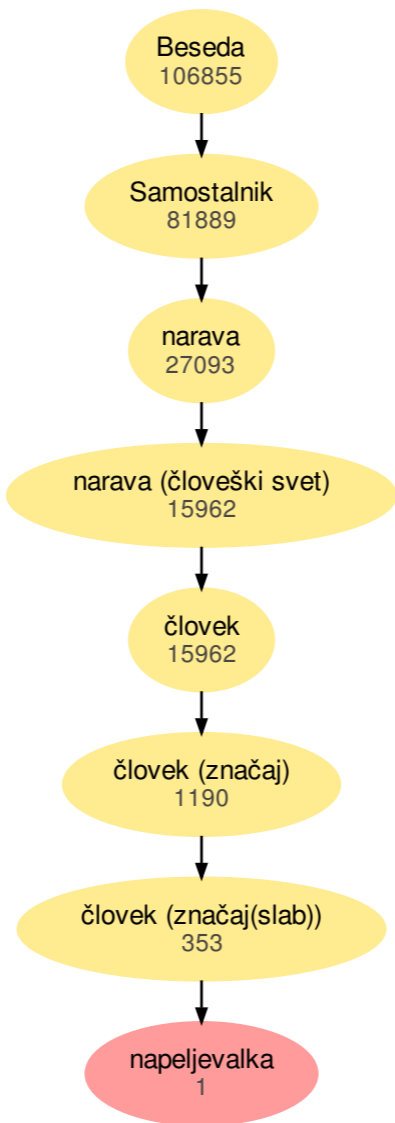 Beseda
106855
Samostalnik
81889
narava
27093
narava (človeški svet)
15962
človek
15962
človek (značaj)
1190
človek (značaj(slab))
353
napeljevalka
1